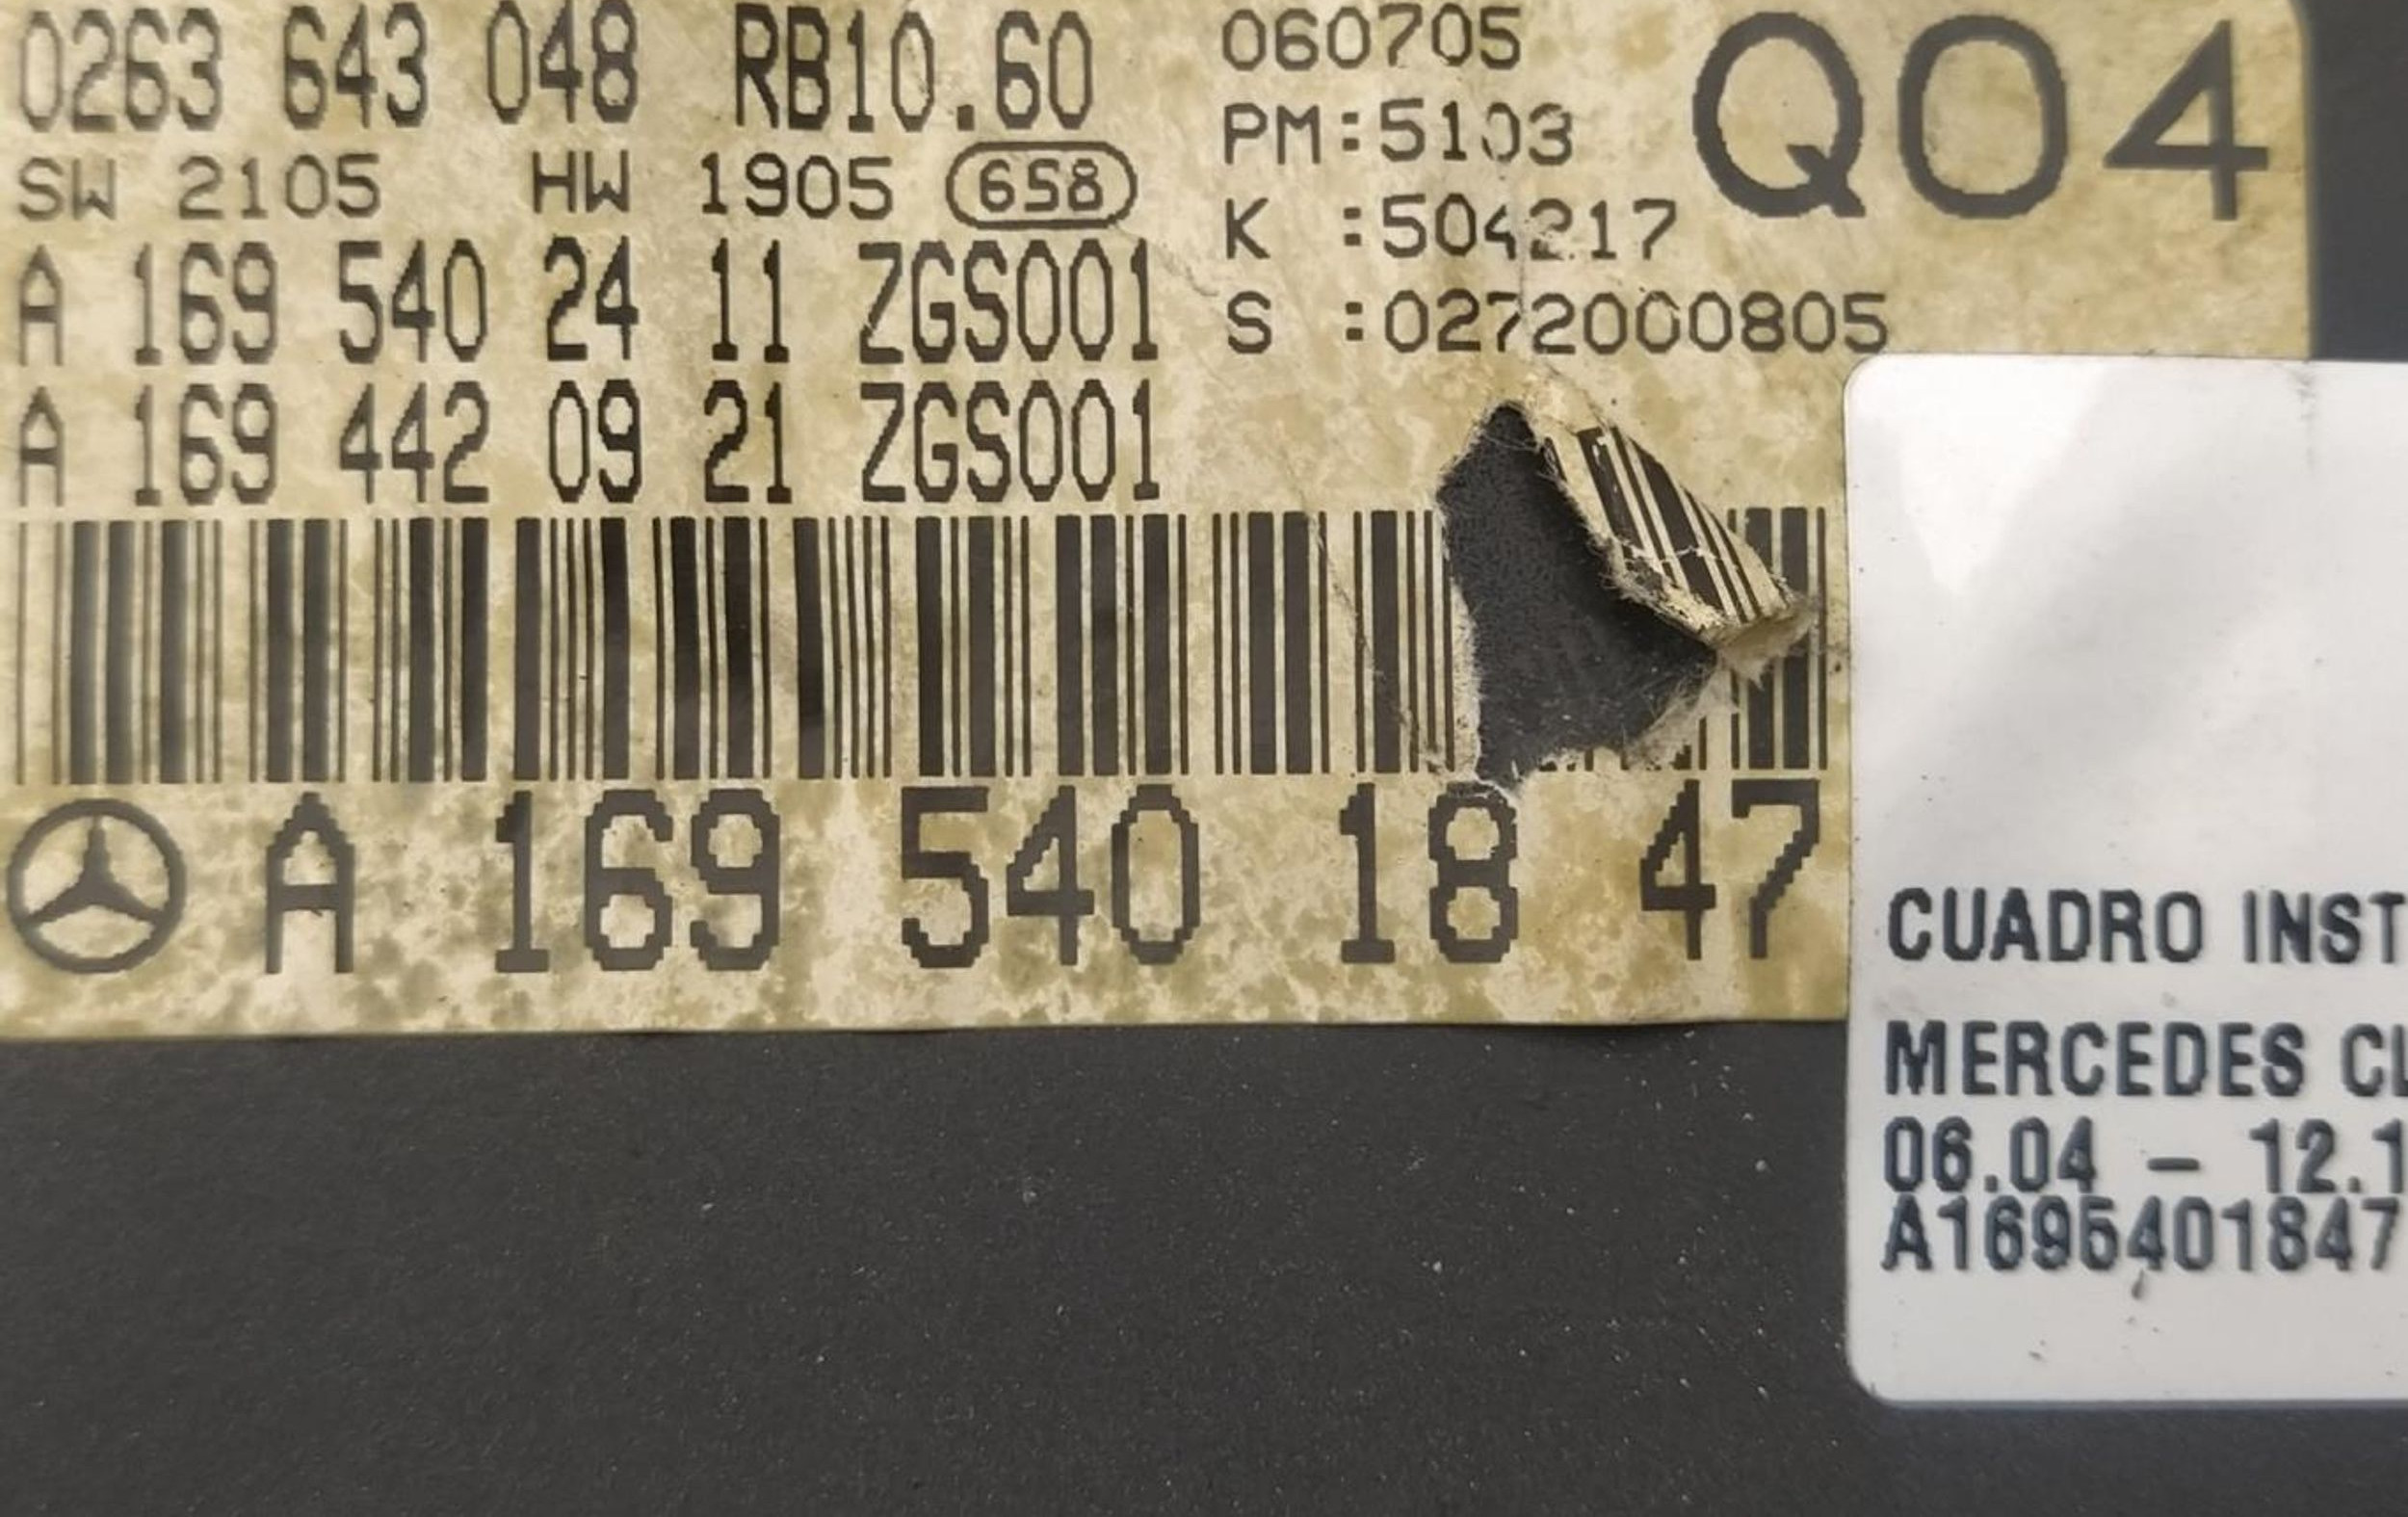 0263 643 048 RB10.60
SW 2105 HW 1905 658
A 169 540 24 11 ZGS001
A 169 442 09 21 ZGS001
060705
PM:5103
K :504217
S :0272000805
Q04
A 169 540 18 47
CUADRO INST
MERCEDES CL
06.04 - 12.1
A1695401847